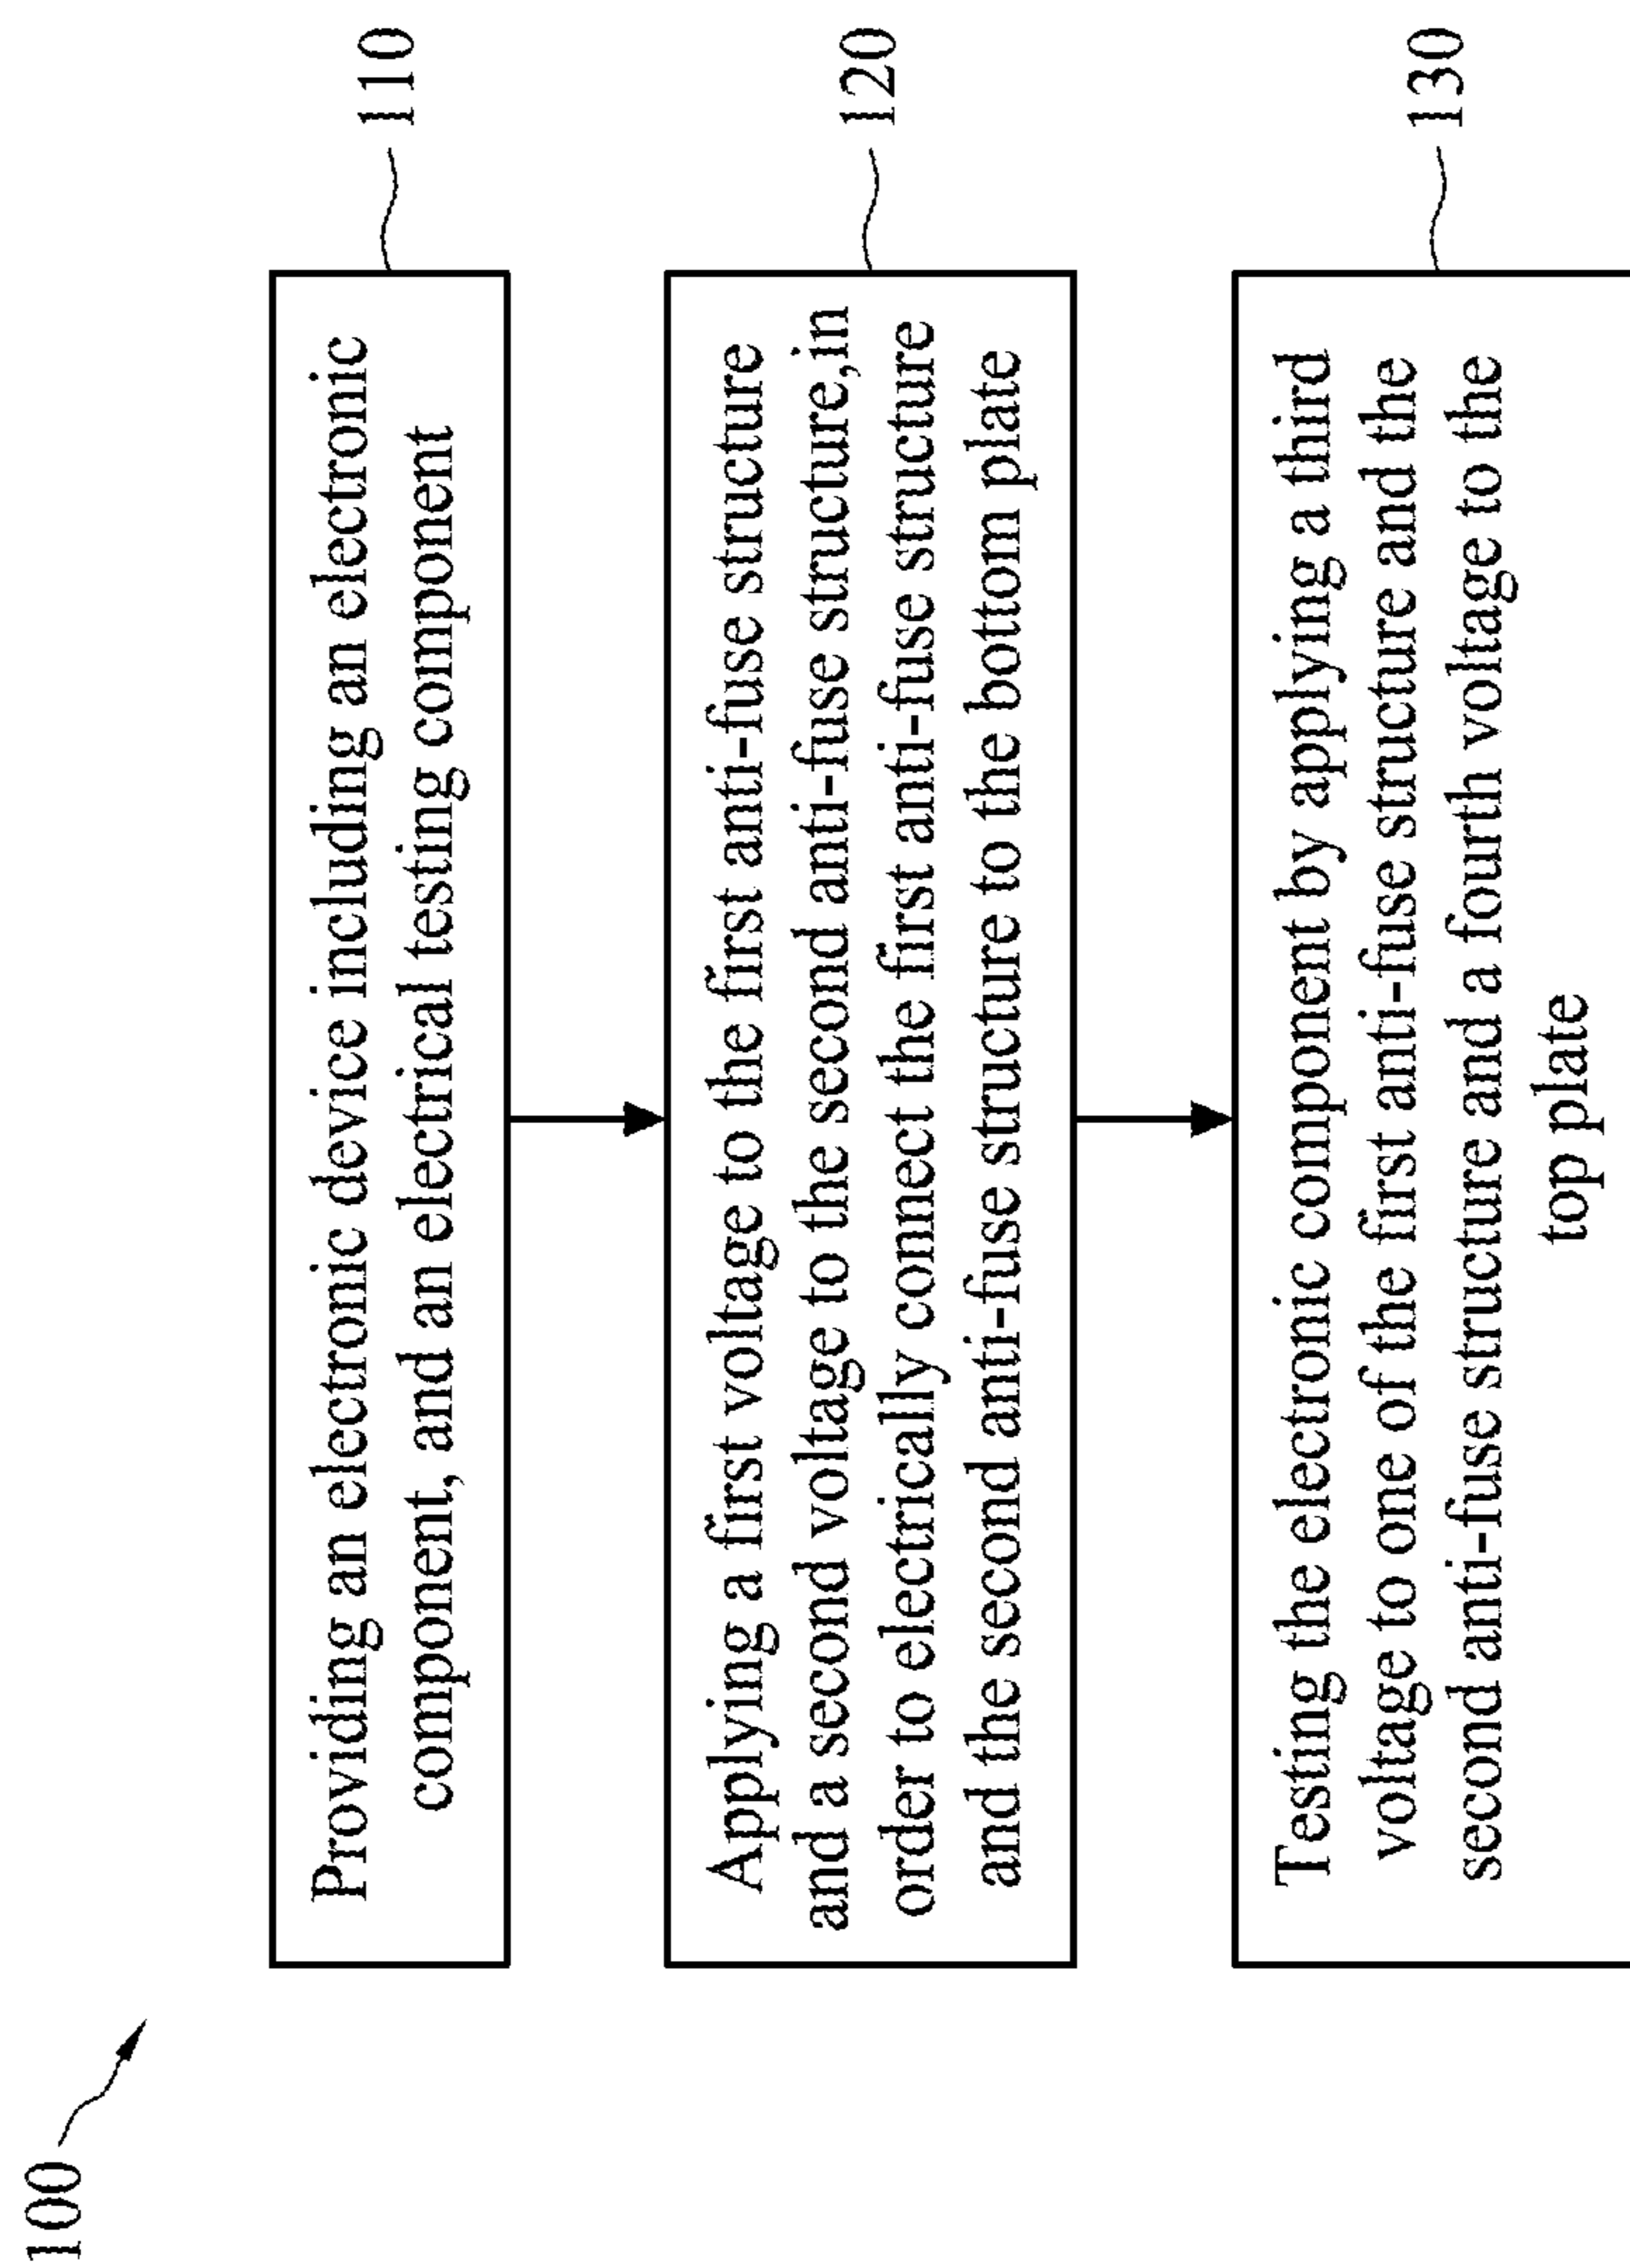 100
Providing an electronic device including an electronic
component, and an electrical testing component
110
Applying a first voltage to the first anti-fuse structure
and a second voltage to the second anti-fuse structure,in
order to electrically connect the first anti-fuse structure
and the second anti-fuse structure to the bottom plate
120
Testing the electronic component by applying a third
voltage to one of the first anti-fuse structure and the
second anti-fuse structure and a fourth voltage to the
top plate
130